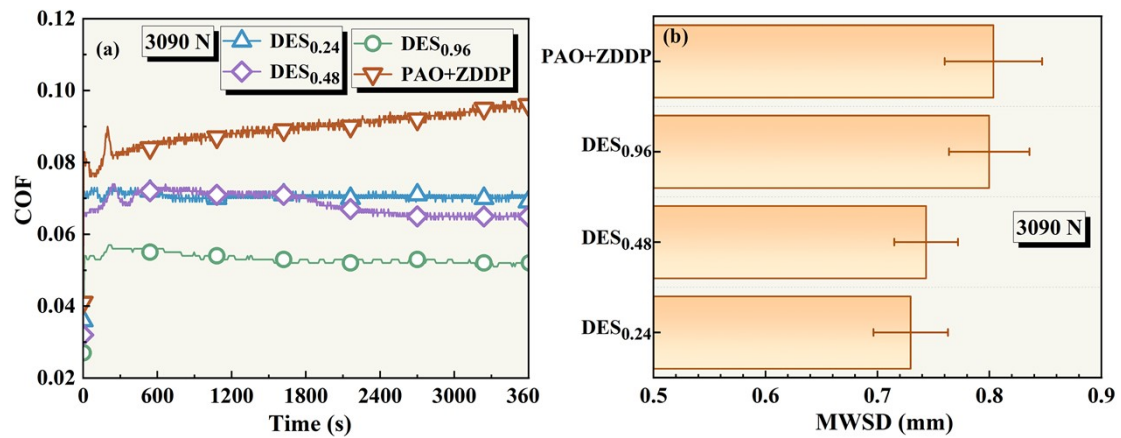 (a)
3090 N
DES0.24
DES0.48
DES0.96
PAO+ZDDP
0.12
0.10
0.08
0.06
0.04
0.02
COF
0 600 1200 1800 2400 3000 360
Time (s)
(b)
PAO+ZDDP
DES0.96
DES0.48
DES0.24
3090 N
0.5 0.6 0.7 0.8 0.9
MWSD (mm)